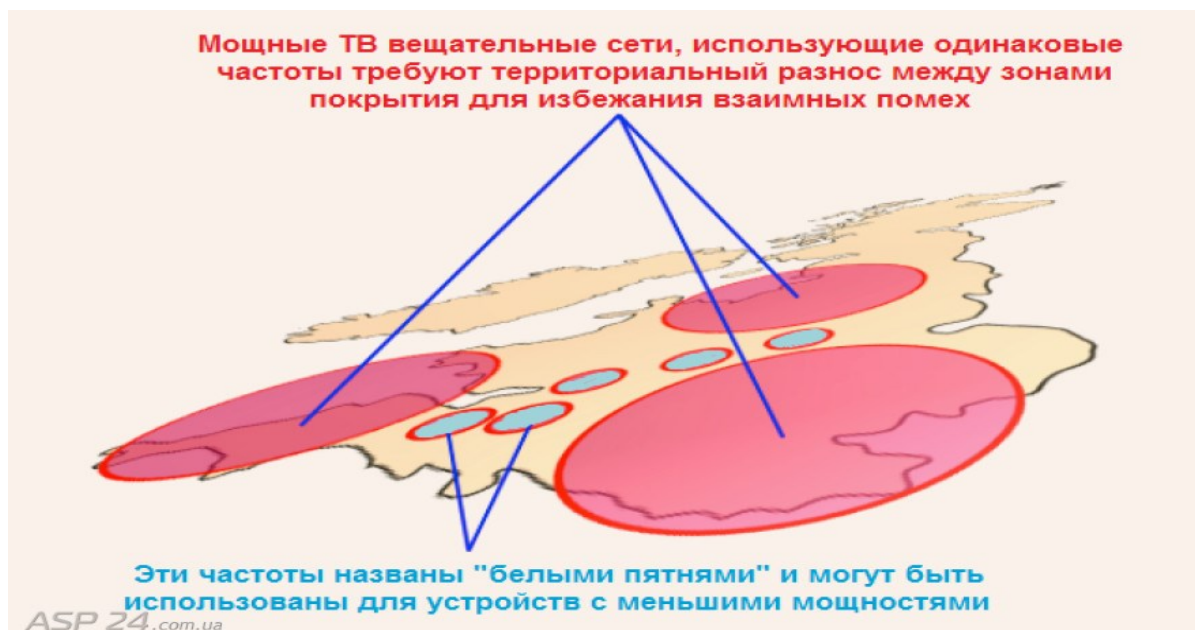 Мощные ТВ вещательные сети, использующие одинаковые
частоты требуют территориальный разнос между зонами
покрытия для избежания взаимных помех
Эти частоты названы "белыми пятнами" и могут быть
использованы для устройств с меньшими мощностями
ASP 24.com.ua